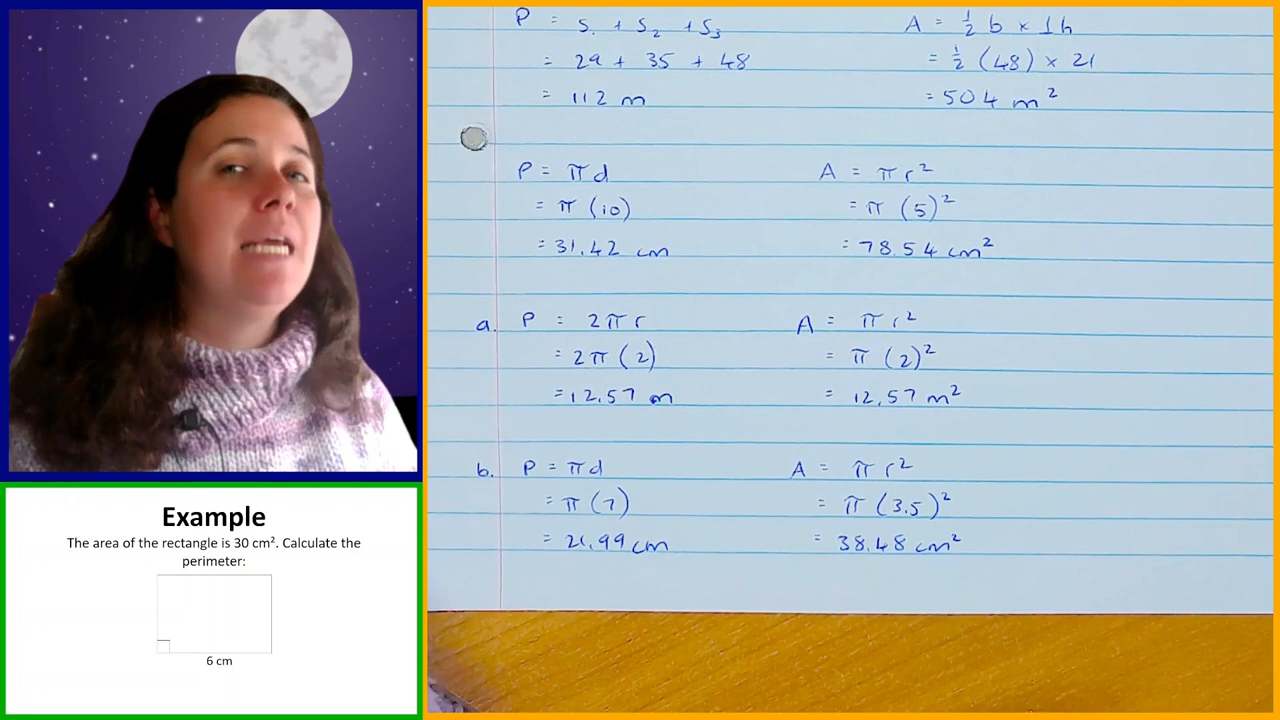 P = S₁ + S₂ + S₃
= 29 + 35 + 48
= 112 m
A = ½ b × ⊥h
= ½ (48) × 21
= 504 m²
P = πd
= π (10)
= 31.42 cm
A = πr²
= π (5)²
= 78.54 cm²
a. P = 2πr
= 2π (2)
= 12.57 m
A = πr²
= π (2)²
= 12.57 m²
b. P = πd
= π (7)
= 21.99 cm
A = πr²
= π (3.5)²
= 38.48 cm²
Example
The area of the rectangle is 30 cm². Calculate the
perimeter:
6 cm